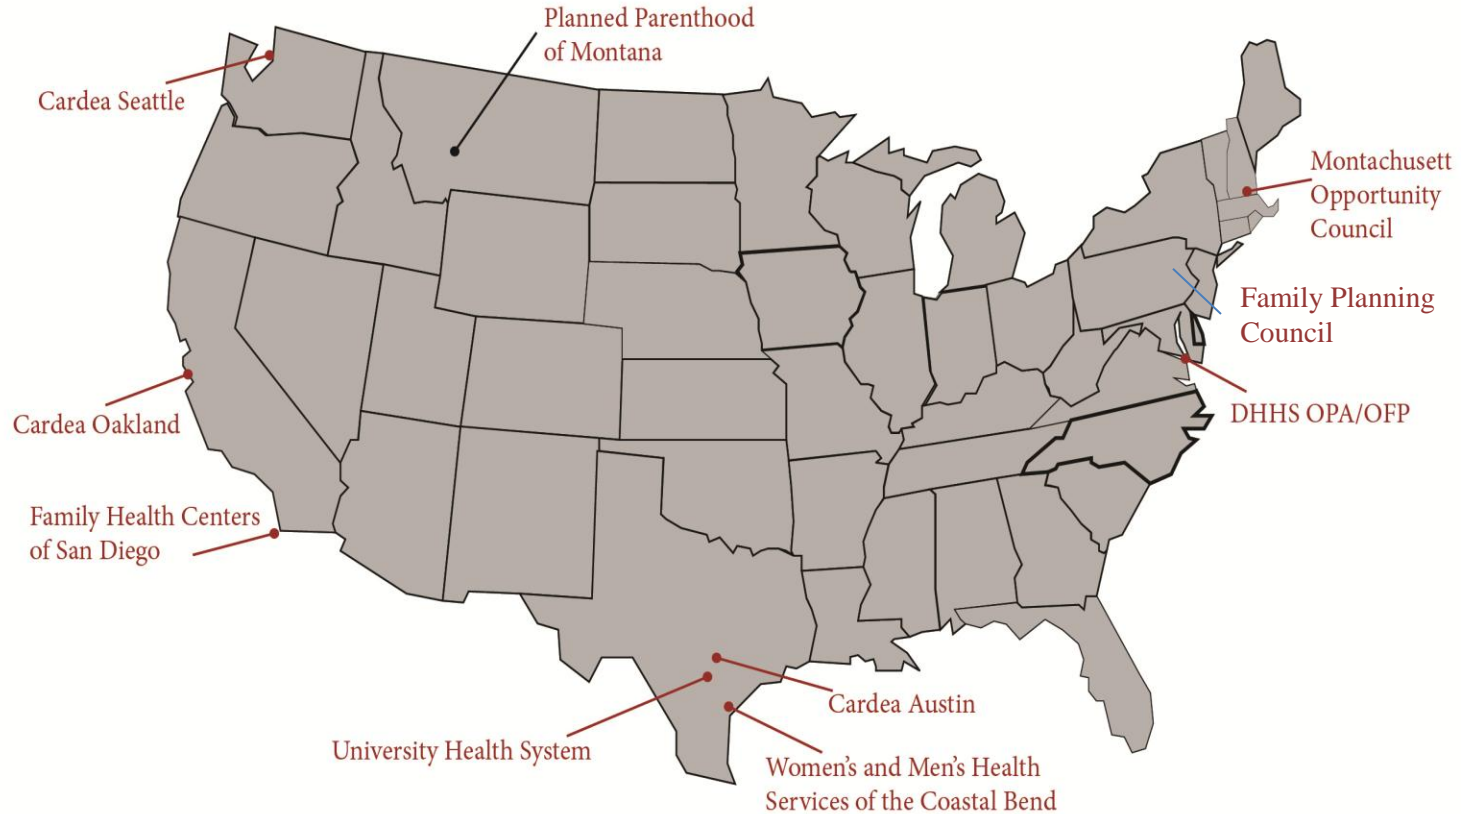 Planned Parenthood
of Montana
Cardea Seattle
Montachusett
Opportunity
Council
Family Planning
Council
DHHS OPA/OFP
Cardea Oakland
Family Health Centers
of San Diego
Cardea Austin
University Health System
Women's and Men's Health
Services of the Coastal Bend